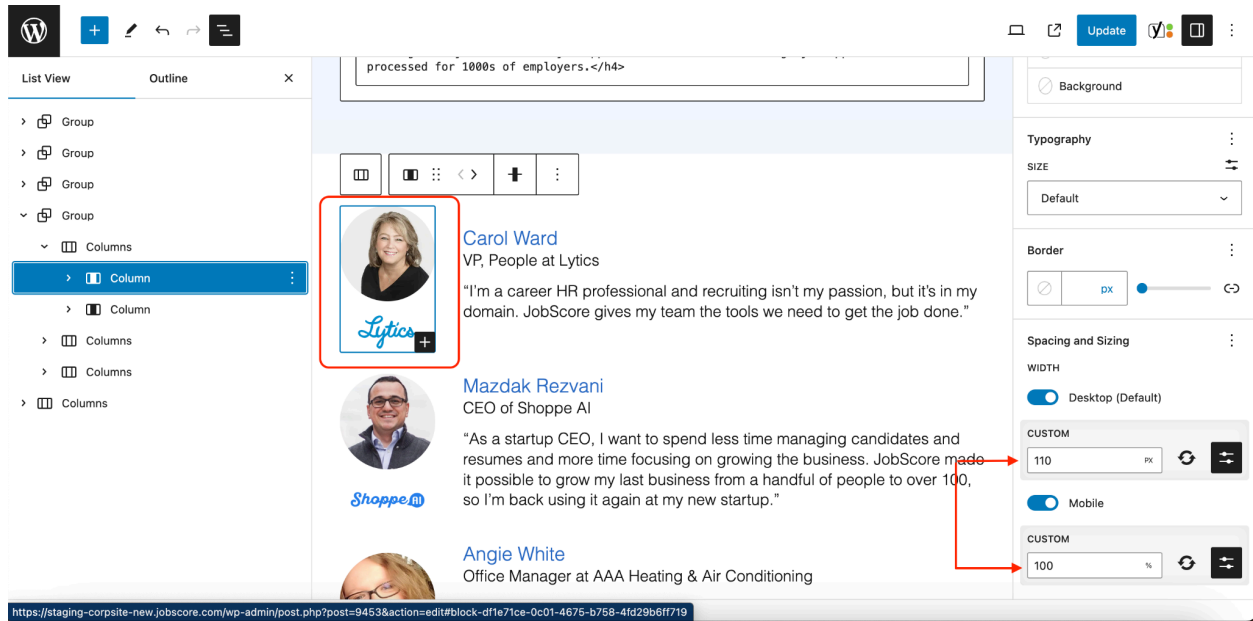 Update
List View
Outline
Group
Group
Group
Group
Columns
Column
Column
Columns
Columns
Columns
processed for 1000s of employers.</h4>
Carol Ward
VP, People at Lytics
“I’m a career HR professional and recruiting isn’t my passion, but it’s in my
domain. JobScore gives my team the tools we need to get the job done.”
Lytics
Mazdak Rezvani
CEO of Shoppe AI
“As a startup CEO, I want to spend less time managing candidates and
resumes and more time focusing on growing the business. JobScore made
it possible to grow my last business from a handful of people to over 100,
so I’m back using it again at my new startup.”
Shoppe AI
Angie White
Office Manager at AAA Heating & Air Conditioning
Background
Typography
SIZE
Default
Border
px
Spacing and Sizing
WIDTH
Desktop (Default)
CUSTOM
110 PX
Mobile
CUSTOM
100 %
https://staging-corpsite-new.jobscore.com/wp-admin/post.php?post=9453&action=edit#block-df1e71ce-0c01-4675-b758-4fd29b6ff719